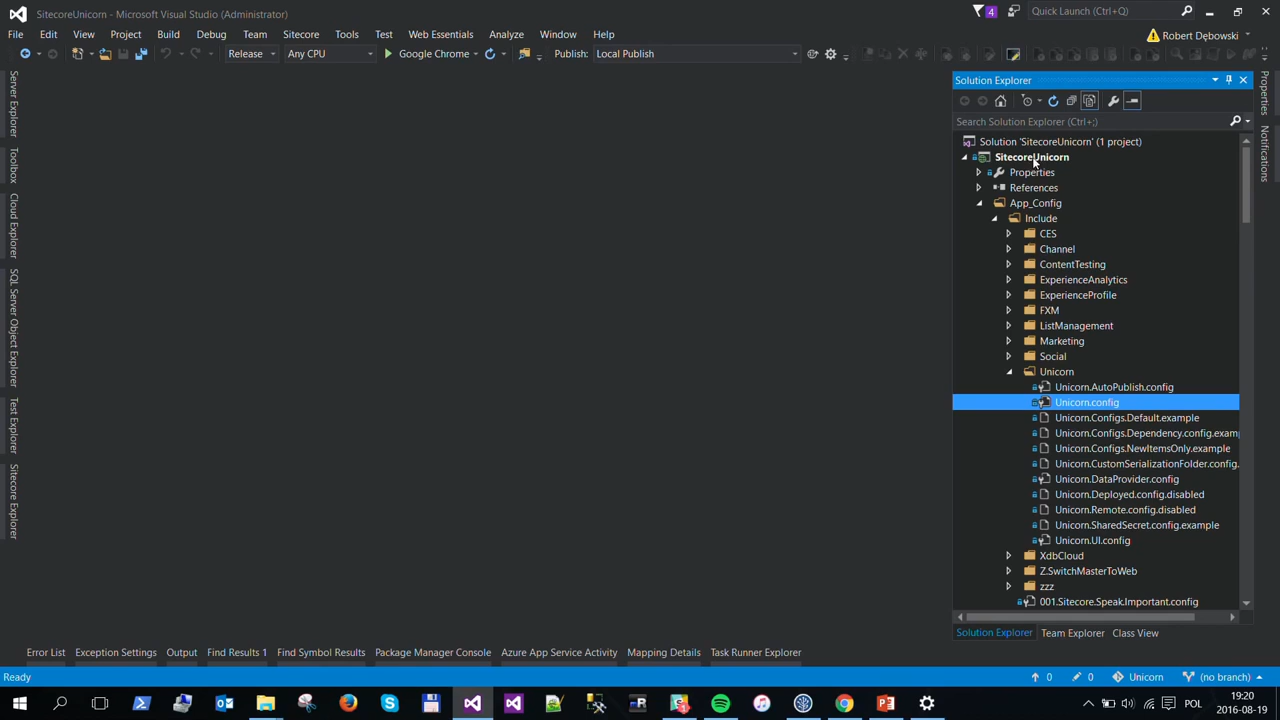 SitecoreUnicorn - Microsoft Visual Studio (Administrator)
4
Quick Launch (Ctrl+Q)
File Edit View Project Build Debug Team Sitecore Tools Test Web Essentials Analyze Window Help
Robert Dębowski
Release Any CPU Google Chrome Publish: Local Publish
Server Explorer
Toolbox
Cloud Explorer
SQL Server Object Explorer
Test Explorer
Sitecore Explorer
Solution Explorer
Search Solution Explorer (Ctrl+;)
Solution 'SitecoreUnicorn' (1 project)
SitecoreUnicorn
Properties
References
App_Config
Include
CES
Channel
ContentTesting
ExperienceAnalytics
ExperienceProfile
FXM
ListManagement
Marketing
Social
Unicorn
Unicorn.AutoPublish.config
Unicorn.config
Unicorn.Configs.Default.example
Unicorn.Configs.Dependency.config.exam
Unicorn.Configs.NewItemsOnly.example
Unicorn.CustomSerializationFolder.config.
Unicorn.DataProvider.config
Unicorn.Deployed.config.disabled
Unicorn.Remote.config.disabled
Unicorn.SharedSecret.config.example
Unicorn.UI.config
XdbCloud
Z.SwitchMasterToWeb
zzz
001.Sitecore.Speak.Important.config
Solution Explorer Team Explorer Class View
Properties
Notifications
Error List Exception Settings Output Find Results 1 Find Symbol Results Package Manager Console Azure App Service Activity Mapping Details Task Runner Explorer
Ready
0 0 Unicorn (no branch)
POL
19:20
2016-08-19